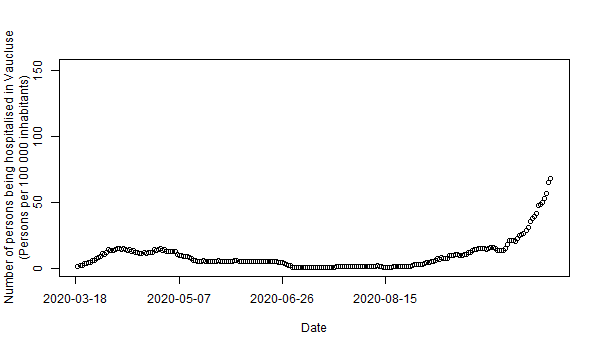 Number of persons being hospitalised in Vaucluse
(Persons per 100 000 inhabitants)
150
100
50
0
2020-03-18 2020-05-07 2020-06-26 2020-08-15
Date